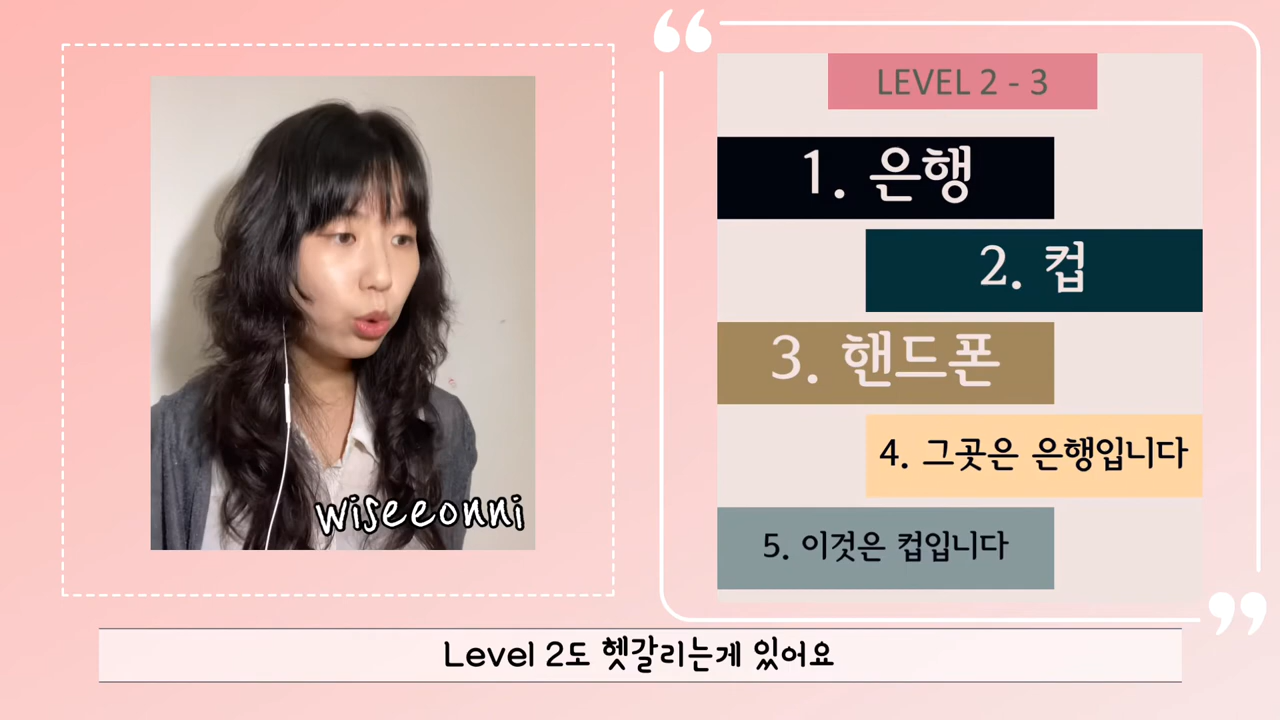 wiseeonni
LEVEL 2 - 3
1. 은행
2. 컵
3. 핸드폰
4. 그곳은 은행입니다
5. 이것은 컵입니다
Level 2도 헷갈리는게 있어요